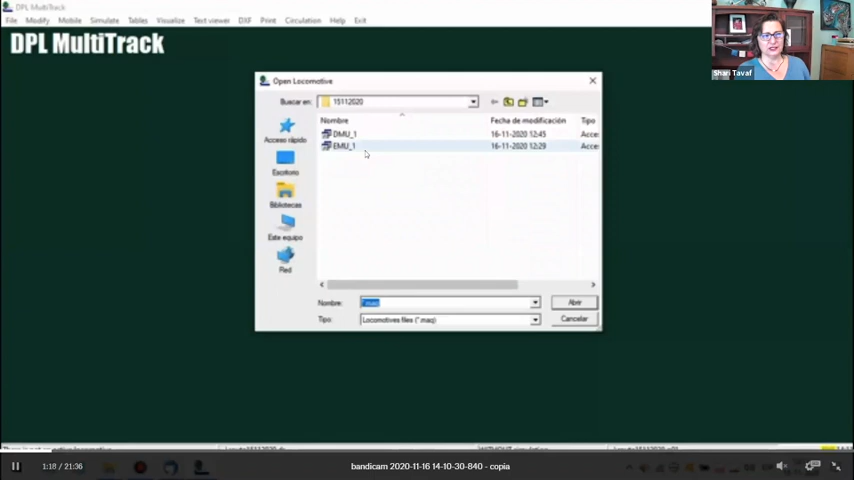 DPL MultiTrack
File Modify Mobile Simulate Tables Visualize Text viewer DXF Print Circulation Help Exit
DPL MultiTrack
Shari Tavaf
Open Locomotive
Buscar en: 15112020
Nombre Fecha de modificación Tipo
DMU_1 16-11-2020 12:45 Acce
EMU_1 16-11-2020 12:29 Acce
Acceso rápido
Escritorio
Bibliotecas
Este equipo
Red
Nombre: *.maq Abrir
Tipo: Locomotives files (*.maq) Cancelar
1:18 / 21:36 bandicam 2020-11-16 14-10-30-840 - copia